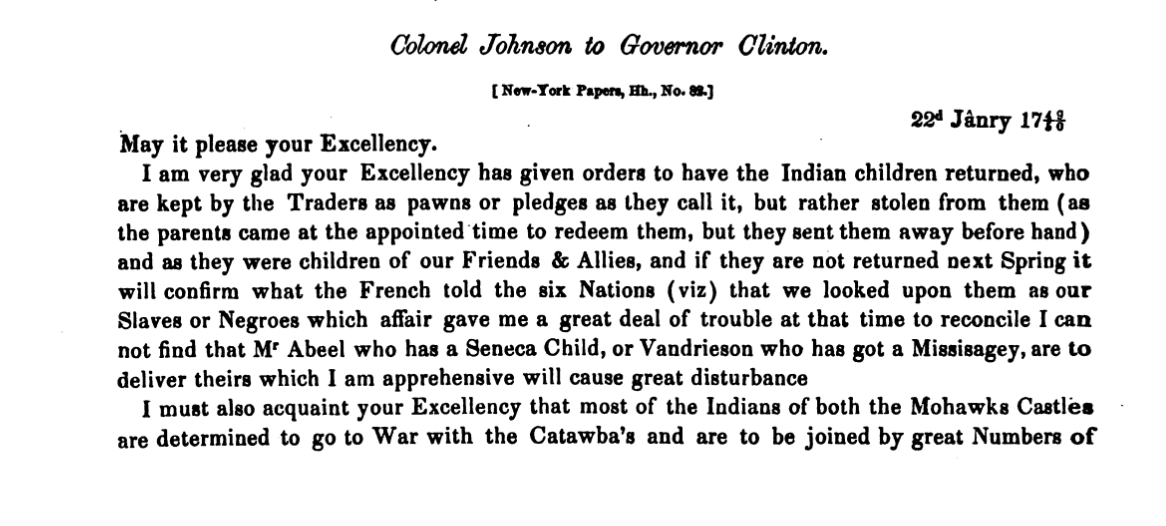 Colonel Johnson to Governor Clinton.
[ New-York Papers, Hh., No.
22ᵈ Jânry
May it please your Excellency.
I am very glad your Excellency has given orders to have the Indian children returned, who
are kept by the Traders as pawns or pledges as they call it, but rather stolen from them (as
the parents came at the appointed time to redeem them, but they sent them away before hand)
and as they were children of our Friends & Allies, and if they are not returned next Spring it
will confirm what the French told the six Nations (viz) that we looked upon them as our
Slaves or Negroes which affair gave me a great deal of trouble at that time to reconcile I can
not find that Mʳ Abeel who has a Seneca Child, or Vandrieson who has got a Missisagey, are to
deliver theirs which I am apprehensive will cause great disturbance
I must also acquaint your Excellency that most of the Indians of both the Mohawks Castles
are determined to go to War with the Catawba's and are to be joined by great Numbers of